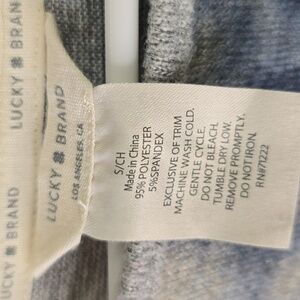 LUCKY BRAND
LUCKY BRAND
LOS ANGELES, CA
S/CH
Made in China
95% POLYESTER
5%SPANDEX
EXCLUSIVE OF TRIM
MACHINE WASH COLD.
GENTLE CYCLE.
DO NOT BLEACH.
TUMBLE DRY LOW.
REMOVE PROMPTLY.
DO NOT IRON.
RN#71222